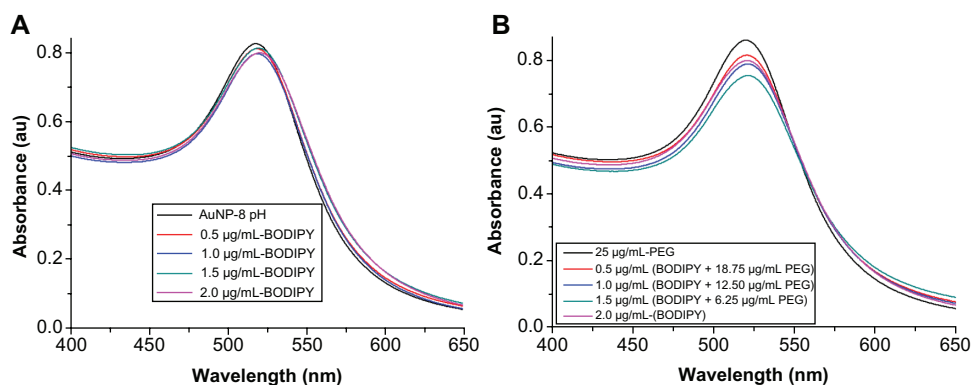 A
Absorbance (au)
0.8
0.6
0.4
0.2
0.0
AuNP-8 pH
0.5 µg/mL-BODIPY
1.0 µg/mL-BODIPY
1.5 µg/mL-BODIPY
2.0 µg/mL-BODIPY
400 450 500 550 600 650
Wavelength (nm)
B
Absorbance (au)
0.8
0.6
0.4
0.2
0.0
25 µg/mL-PEG
0.5 µg/mL (BODIPY + 18.75 µg/mL PEG)
1.0 µg/mL (BODIPY + 12.50 µg/mL PEG)
1.5 µg/mL (BODIPY + 6.25 µg/mL PEG)
2.0 µg/mL-(BODIPY)
400 450 500 550 600 650
Wavelength (nm)